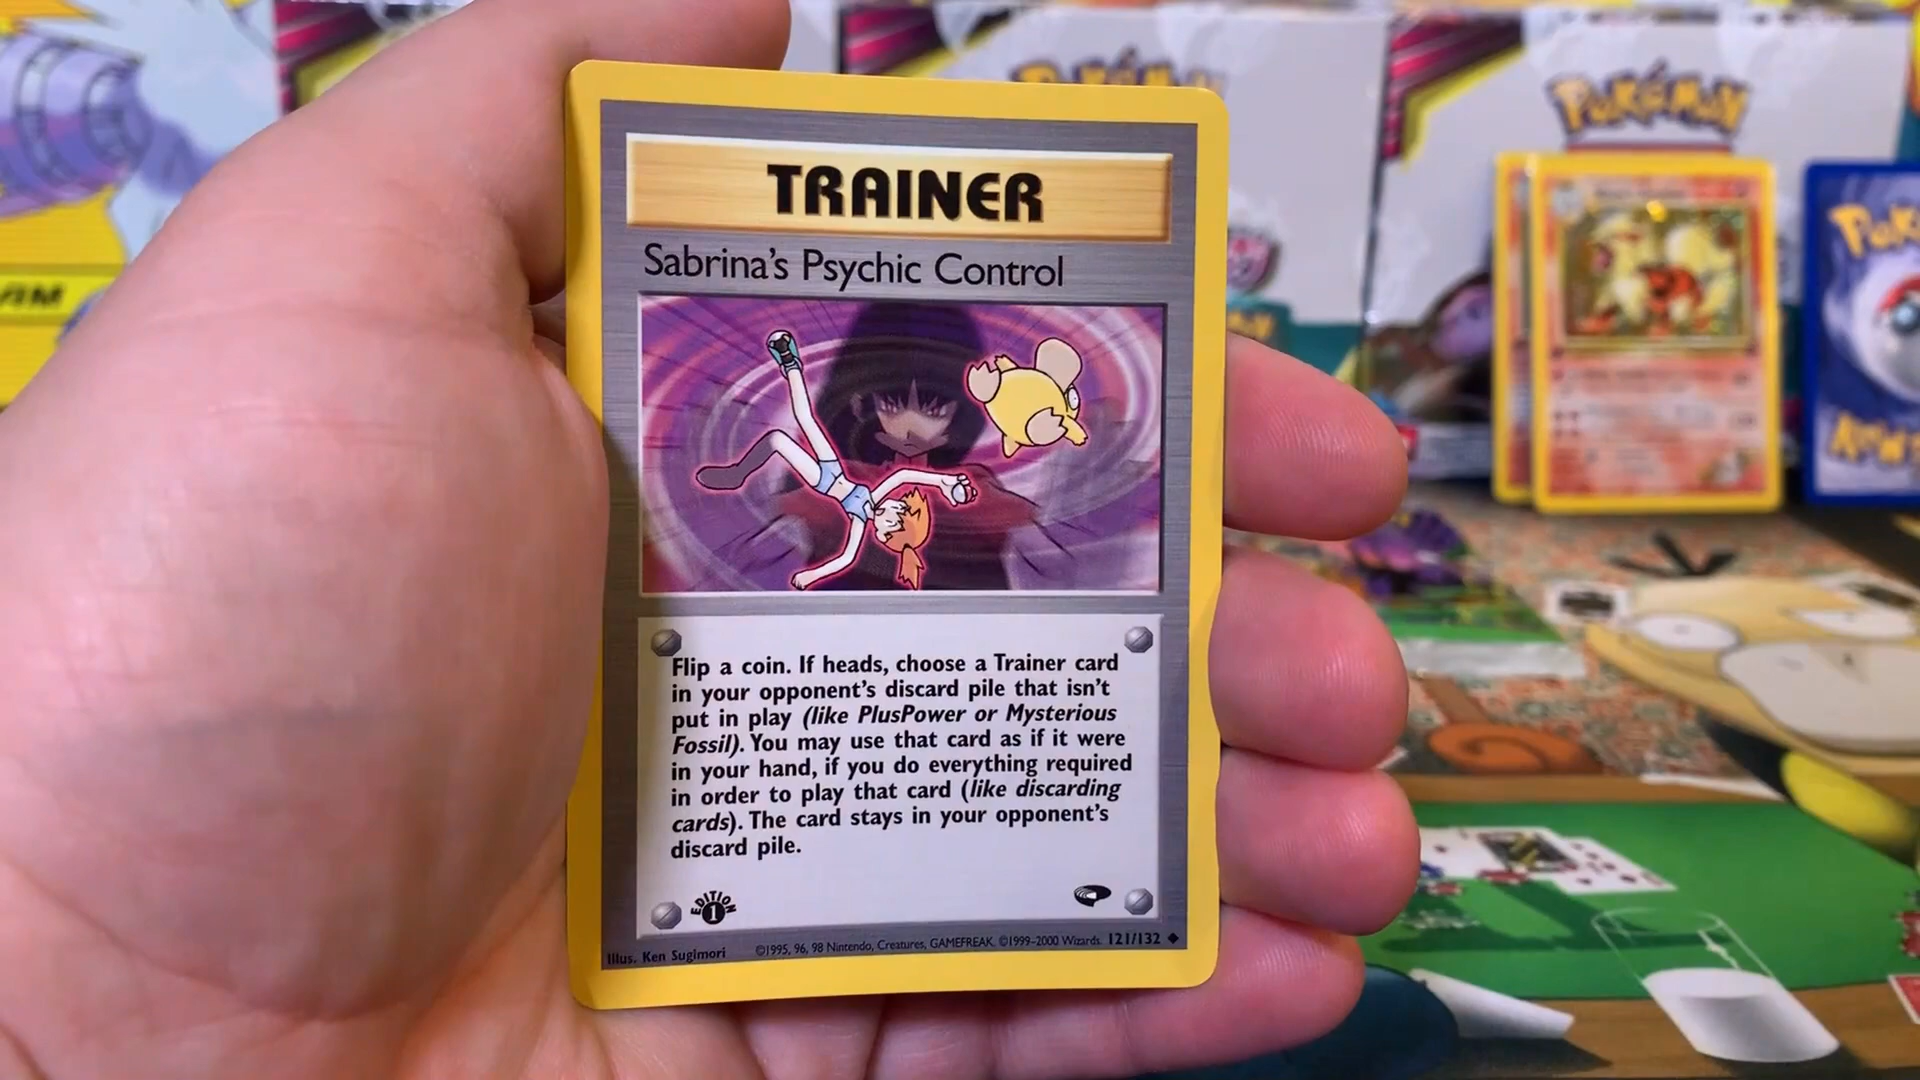 TRAINER
Sabrina's Psychic Control
Flip a coin. If heads, choose a Trainer card
in your opponent's discard pile that isn't
put in play (like PlusPower or Mysterious
Fossil). You may use that card as if it were
in your hand, if you do everything required
in order to play that card (like discarding
cards). The card stays in your opponent's
discard pile.
EDITION
1
Illus. Ken Sugimori
©1995, 96, 98 Nintendo, Creatures, GAMEFREAK. ©1999-2000 Wizards. 121/132
POKéMON